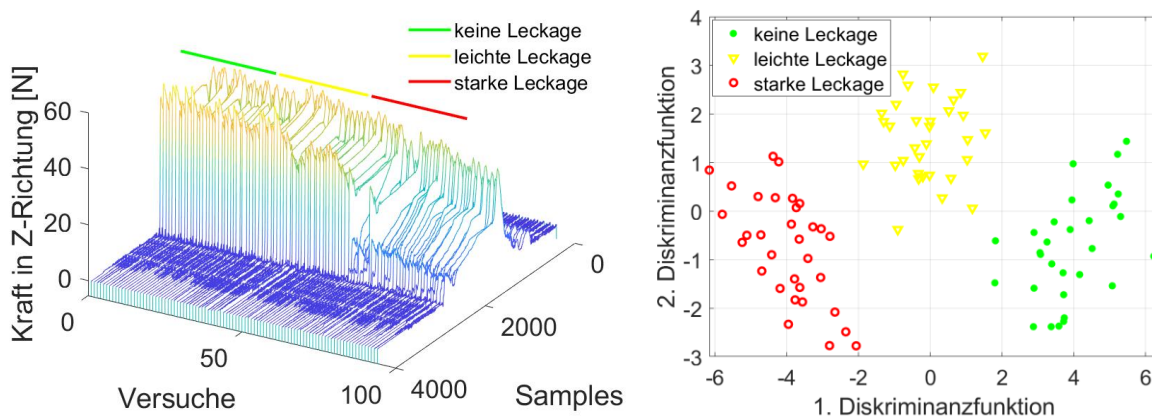 keine Leckage
leichte Leckage
starke Leckage
Kraft in Z-Richtung [N]
60
40
20
0
0
50
100
Versuche
0
2000
4000
Samples
keine Leckage
leichte Leckage
starke Leckage
2. Diskriminanzfunktion
4
3
2
1
0
-1
-2
-3
-6
-4
-2
0
2
4
6
1. Diskriminanzfunktion